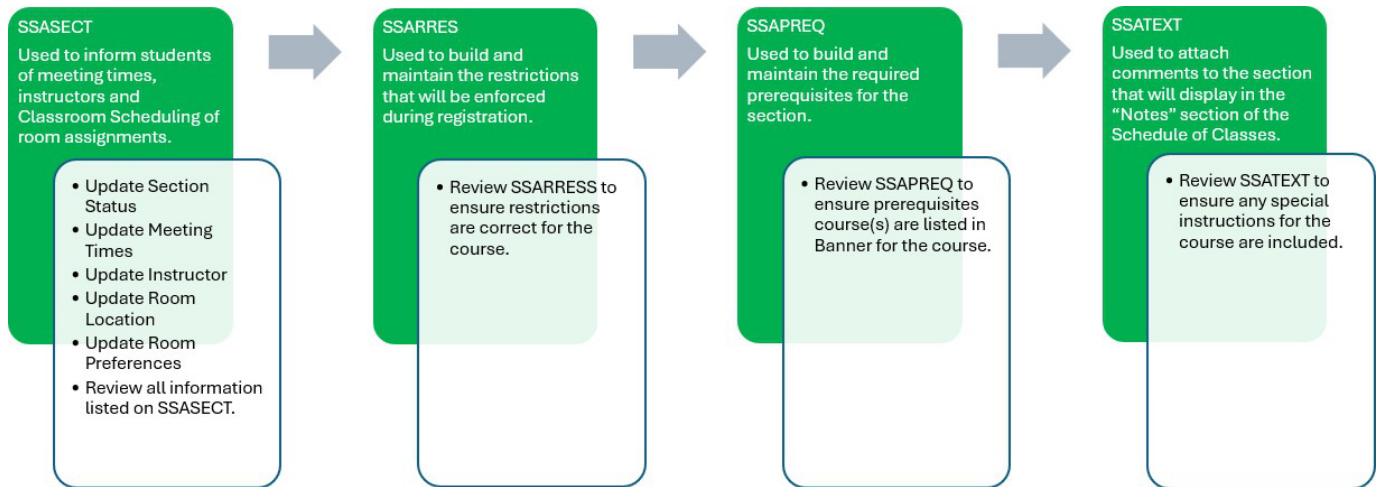 SSASECT
Used to inform students
of meeting times,
instructors and
Classroom Scheduling of
room assignments.
• Update Section
Status
• Update Meeting
Times
• Update Instructor
• Update Room
Location
• Update Room
Preferences
• Review all information
listed on SSASECT.
SSARRES
Used to build and
maintain the restrictions
that will be enforced
during registration.
• Review SSARRESS to
ensure restrictions
are correct for the
course.
SSAPREQ
Used to build and
maintain the required
prerequisites for the
section.
• Review SSAPREQ to
ensure prerequisites
course(s) are listed in
Banner for the course.
SSATEXT
Used to attach
comments to the section
that will display in the
“Notes” section of the
Schedule of Classes.
• Review SSATEXT to
ensure any special
instructions for the
course are included.